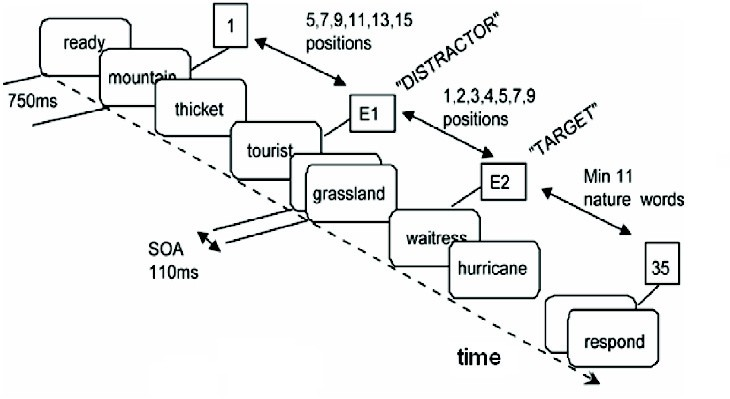 ready
1
5,7,9,11,13,15
positions
"DISTRACTOR"
mountain
750ms
thicket
E1
1,2,3,4,5,7,9
positions
"TARGET"
tourist
E2
Min 11
nature words
grassland
SOA
110ms
waitress
hurricane
35
respond
time